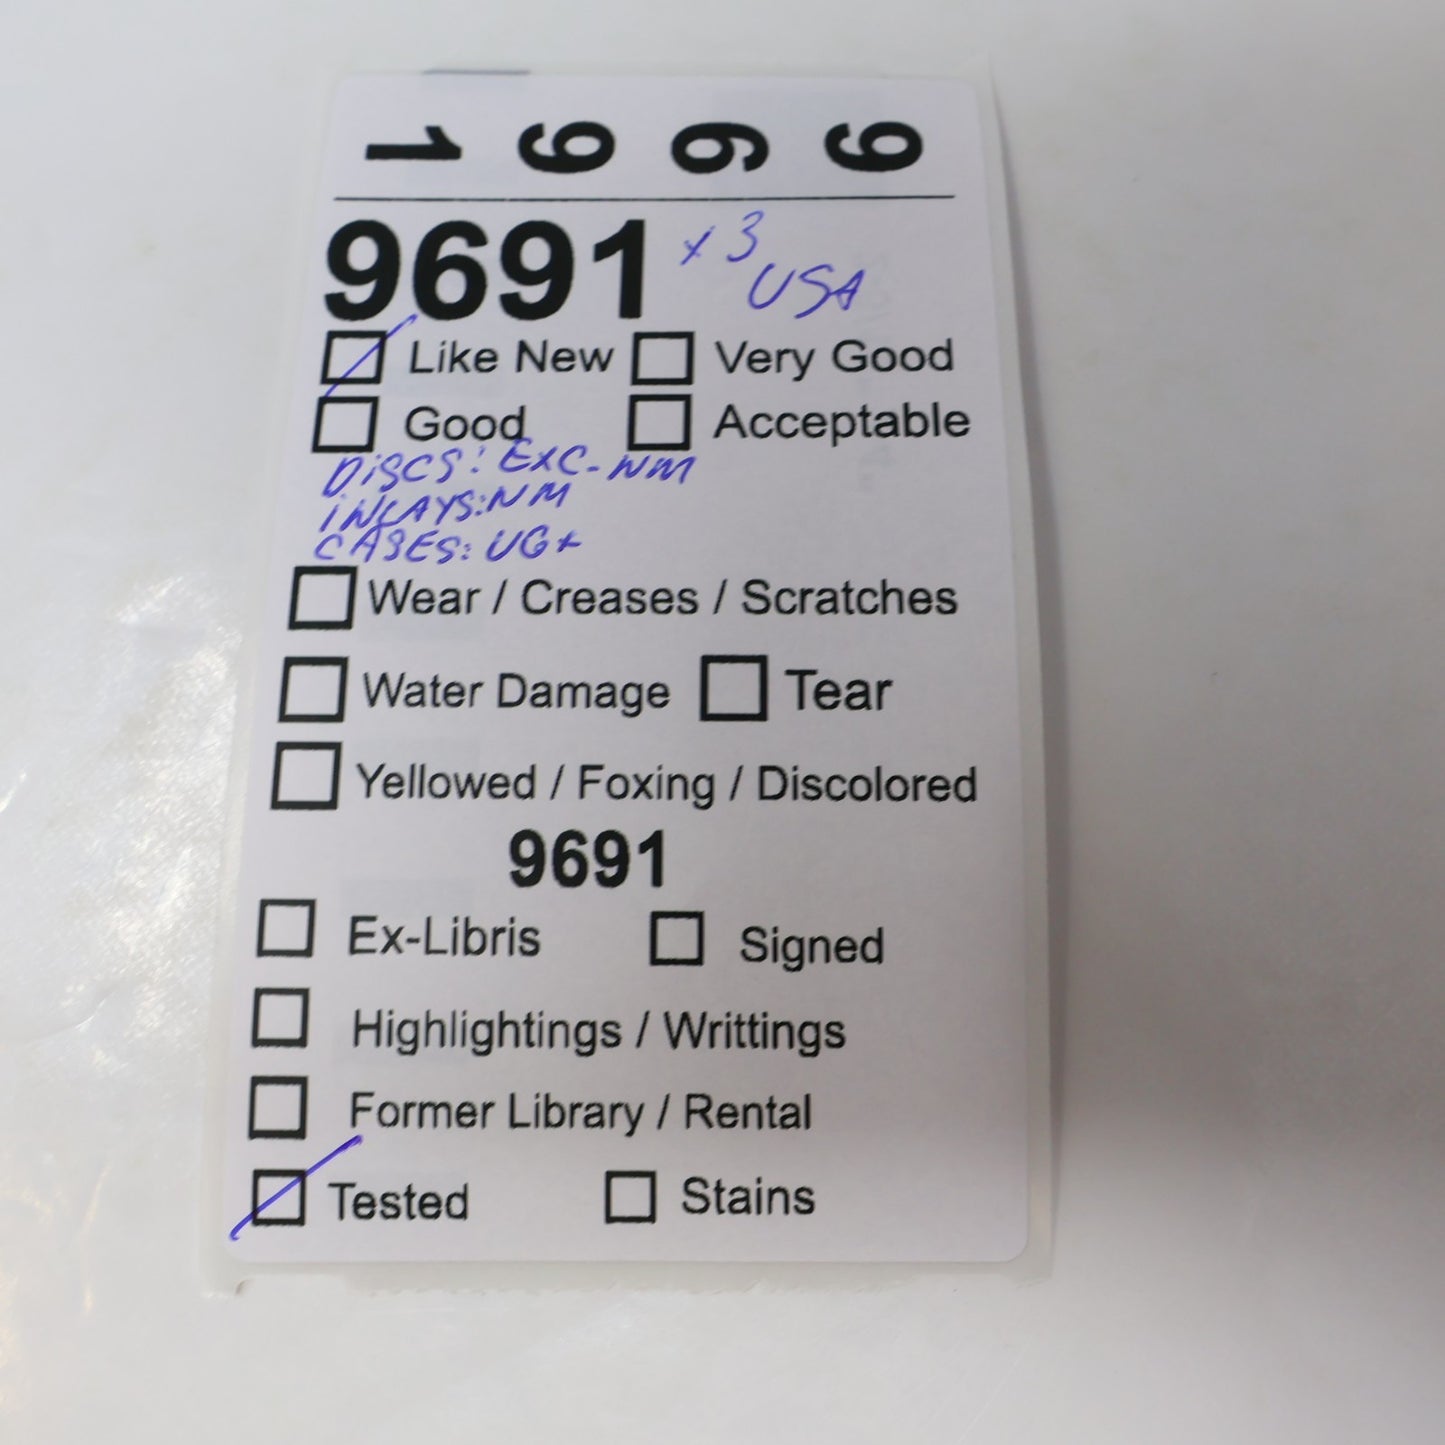 1 9 6 9
9691 x 3
USA
Like New Very Good
Good Acceptable
DiSCS: EXC-NM
iNLAYS: NM
CASES: VG+
Wear / Creases / Scratches
Water Damage Tear
Yellowed / Foxing / Discolored
9691
Ex-Libris Signed
Highlightings / Writtings
Former Library / Rental
Tested Stains